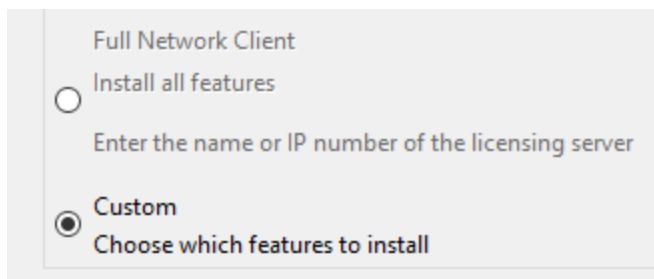 Full Network Client
Install all features
Enter the name or IP number of the licensing server
Custom
Choose which features to install